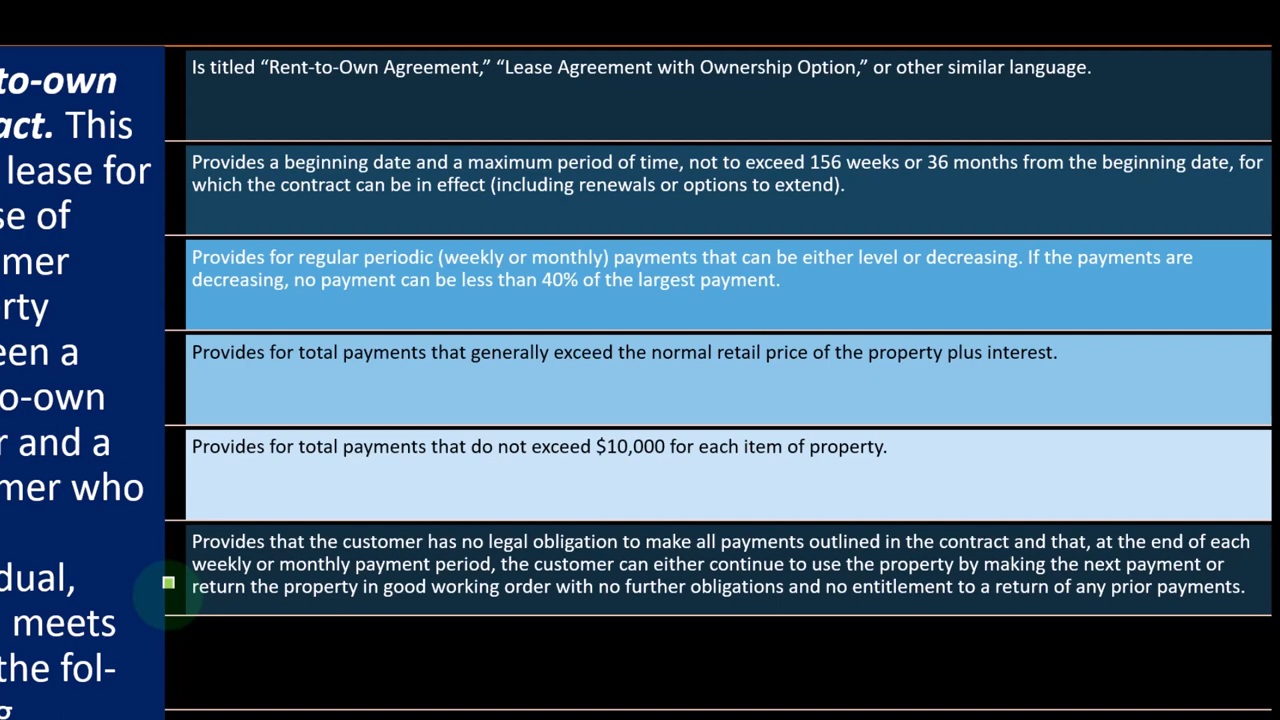 to-own
act. This
lease for
se of
mer
rty
een a
o-own
r and a
mer who
dual,
meets
the fol-
g
Is titled “Rent-to-Own Agreement,” “Lease Agreement with Ownership Option,” or other similar language.
Provides a beginning date and a maximum period of time, not to exceed 156 weeks or 36 months from the beginning date, for
which the contract can be in effect (including renewals or options to extend).
Provides for regular periodic (weekly or monthly) payments that can be either level or decreasing. If the payments are
decreasing, no payment can be less than 40% of the largest payment.
Provides for total payments that generally exceed the normal retail price of the property plus interest.
Provides for total payments that do not exceed $10,000 for each item of property.
Provides that the customer has no legal obligation to make all payments outlined in the contract and that, at the end of each
weekly or monthly payment period, the customer can either continue to use the property by making the next payment or
return the property in good working order with no further obligations and no entitlement to a return of any prior payments.